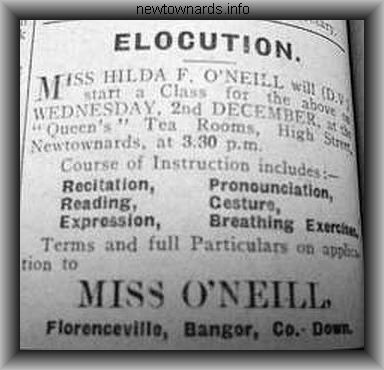 newtownards.info
ELOCUTION.
MISS HILDA F. O'NEILL will (D.V.)
start a Class for the above on
WEDNESDAY, 2nd DECEMBER, at the
"Queen's" Tea Rooms, High Street,
Newtownards, at 3.30 p.m.
Course of Instruction includes:—
Recitation, Pronounciation,
Reading, Gesture,
Expression, Breathing Exercises,
Terms and full Particulars on applica-
tion to
MISS O'NEILL,
Florenceville, Bangor, Co. Down.